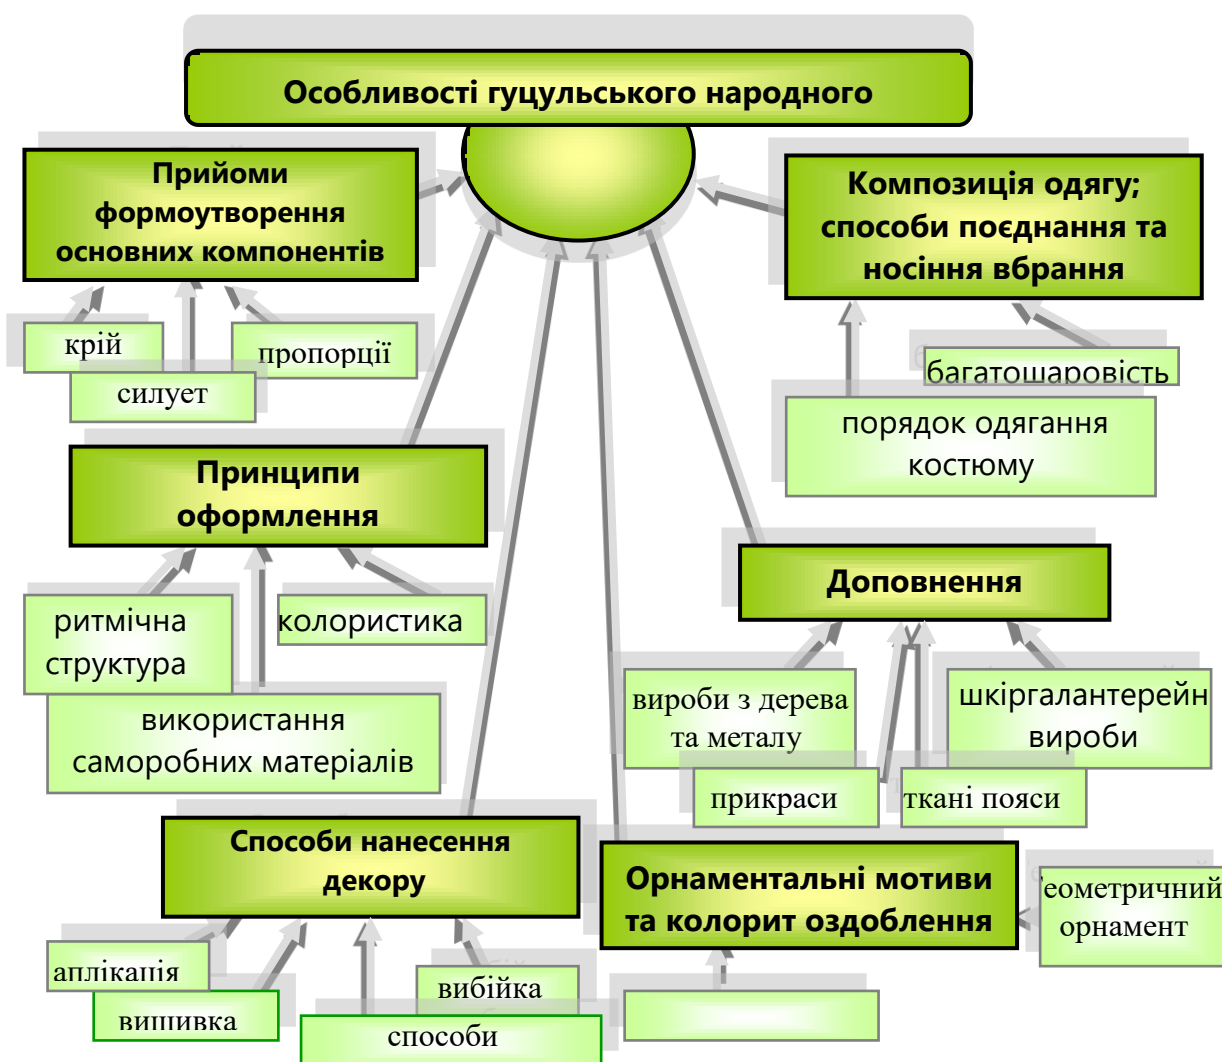 Особливості гуцульського народного
Прийоми
формоутворення
основних компонентів
крій
пропорції
силует
Композиція одягу;
способи поєднання та
носіння вбрання
багатошаровість
порядок одягання
костюму
Принципи
оформлення
ритмічна
структура
колористика
використання
саморобних матеріалів
Доповнення
вироби з дерева
та металу
шкіргалантерейн
вироби
прикраси
ткані пояси
Способи нанесення
декору
аплікація
вишивка
вибійка
способи
Орнаментальні мотиви
та колорит оздоблення
еометричний
орнамент